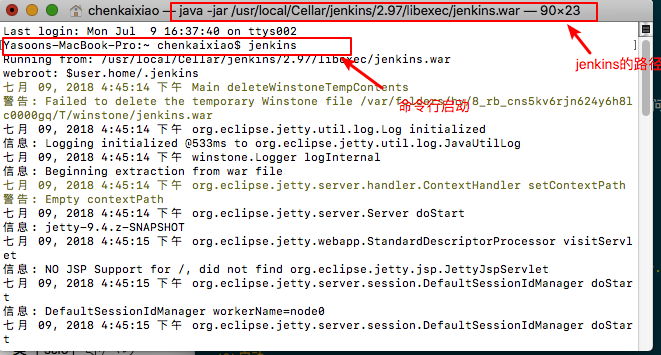 chenkaixiao — java -jar /usr/local/Cellar/jenkins/2.97/libexec/jenkins.war — 90×23
Last login: Mon Jul  9 16:37:40 on ttys002
[Yasoons-MacBook-Pro:~ chenkaixiao$ jenkins ]
jenkins的路径
Running from: /usr/local/Cellar/jenkins/2.97/libexec/jenkins.war
webroot: $user.home/.jenkins
七月 09, 2018 4:45:14 下午 Main deleteWinstoneTempContents
警告: Failed to delete the temporary Winstone file /var/folders/by/8_rb_cns5kv6rjn624y6h8l
c0000gq/T/winstone/jenkins.war
命令行启动
七月 09, 2018 4:45:14 下午 org.eclipse.jetty.util.log.Log initialized
信息: Logging initialized @533ms to org.eclipse.jetty.util.log.JavaUtilLog
七月 09, 2018 4:45:14 下午 winstone.Logger logInternal
信息: Beginning extraction from war file
七月 09, 2018 4:45:14 下午 org.eclipse.jetty.server.handler.ContextHandler setContextPath
警告: Empty contextPath
七月 09, 2018 4:45:14 下午 org.eclipse.jetty.server.Server doStart
信息: jetty-9.4.z-SNAPSHOT
七月 09, 2018 4:45:15 下午 org.eclipse.jetty.webapp.StandardDescriptorProcessor visitServl
et
信息: NO JSP Support for /, did not find org.eclipse.jetty.jsp.JettyJspServlet
七月 09, 2018 4:45:15 下午 org.eclipse.jetty.server.session.DefaultSessionIdManager doStar
t
信息: DefaultSessionIdManager workerName=node0
七月 09, 2018 4:45:15 下午 org.eclipse.jetty.server.session.DefaultSessionIdManager doStar
t